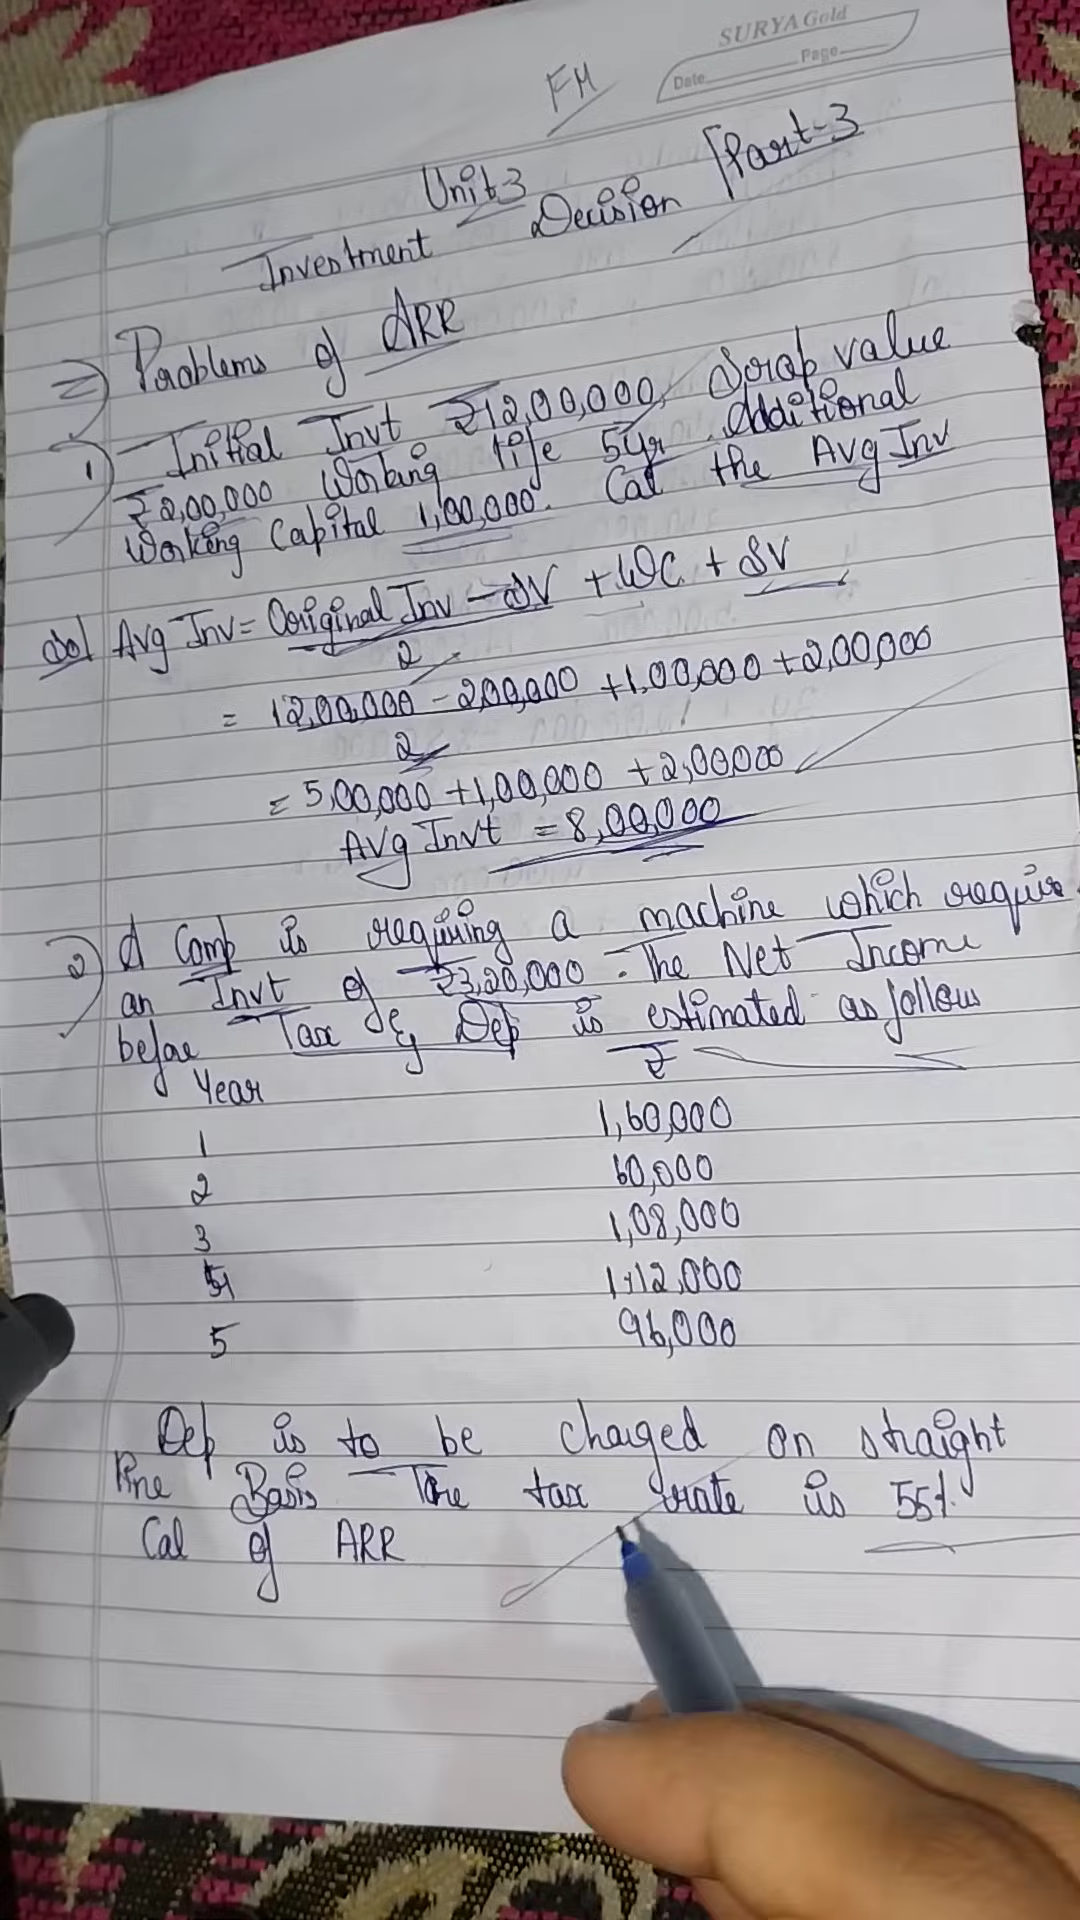 SURYA Gold
Date Page
FM
Unit 3
Investment Decision Part-3
Problems of ARR
1) Initial Invt ₹12,00,000, Scrap value
₹2,00,000 Working life 5yr. Additional
Working Capital 1,00,000. Cal the Avg Inv
Sol Avg Inv = Original Inv - SV + WC + SV
2
= 12,00,000 - 2,00,000 + 1,00,000 + 2,00,000
2
= 5,00,000 + 1,00,000 + 2,00,000
Avg Invt = 8,00,000
2) A Comp is requiring a machine which require
an Invt of ₹3,20,000. The Net Income
before Tax & Dep is estimated as follow
Year ₹
1 1,60,000
2 60,000
3 1,08,000
4 1,12,000
5 96,000
Dep is to be chaged on straight
line Basis The tax rate is 55%.
Cal of ARR